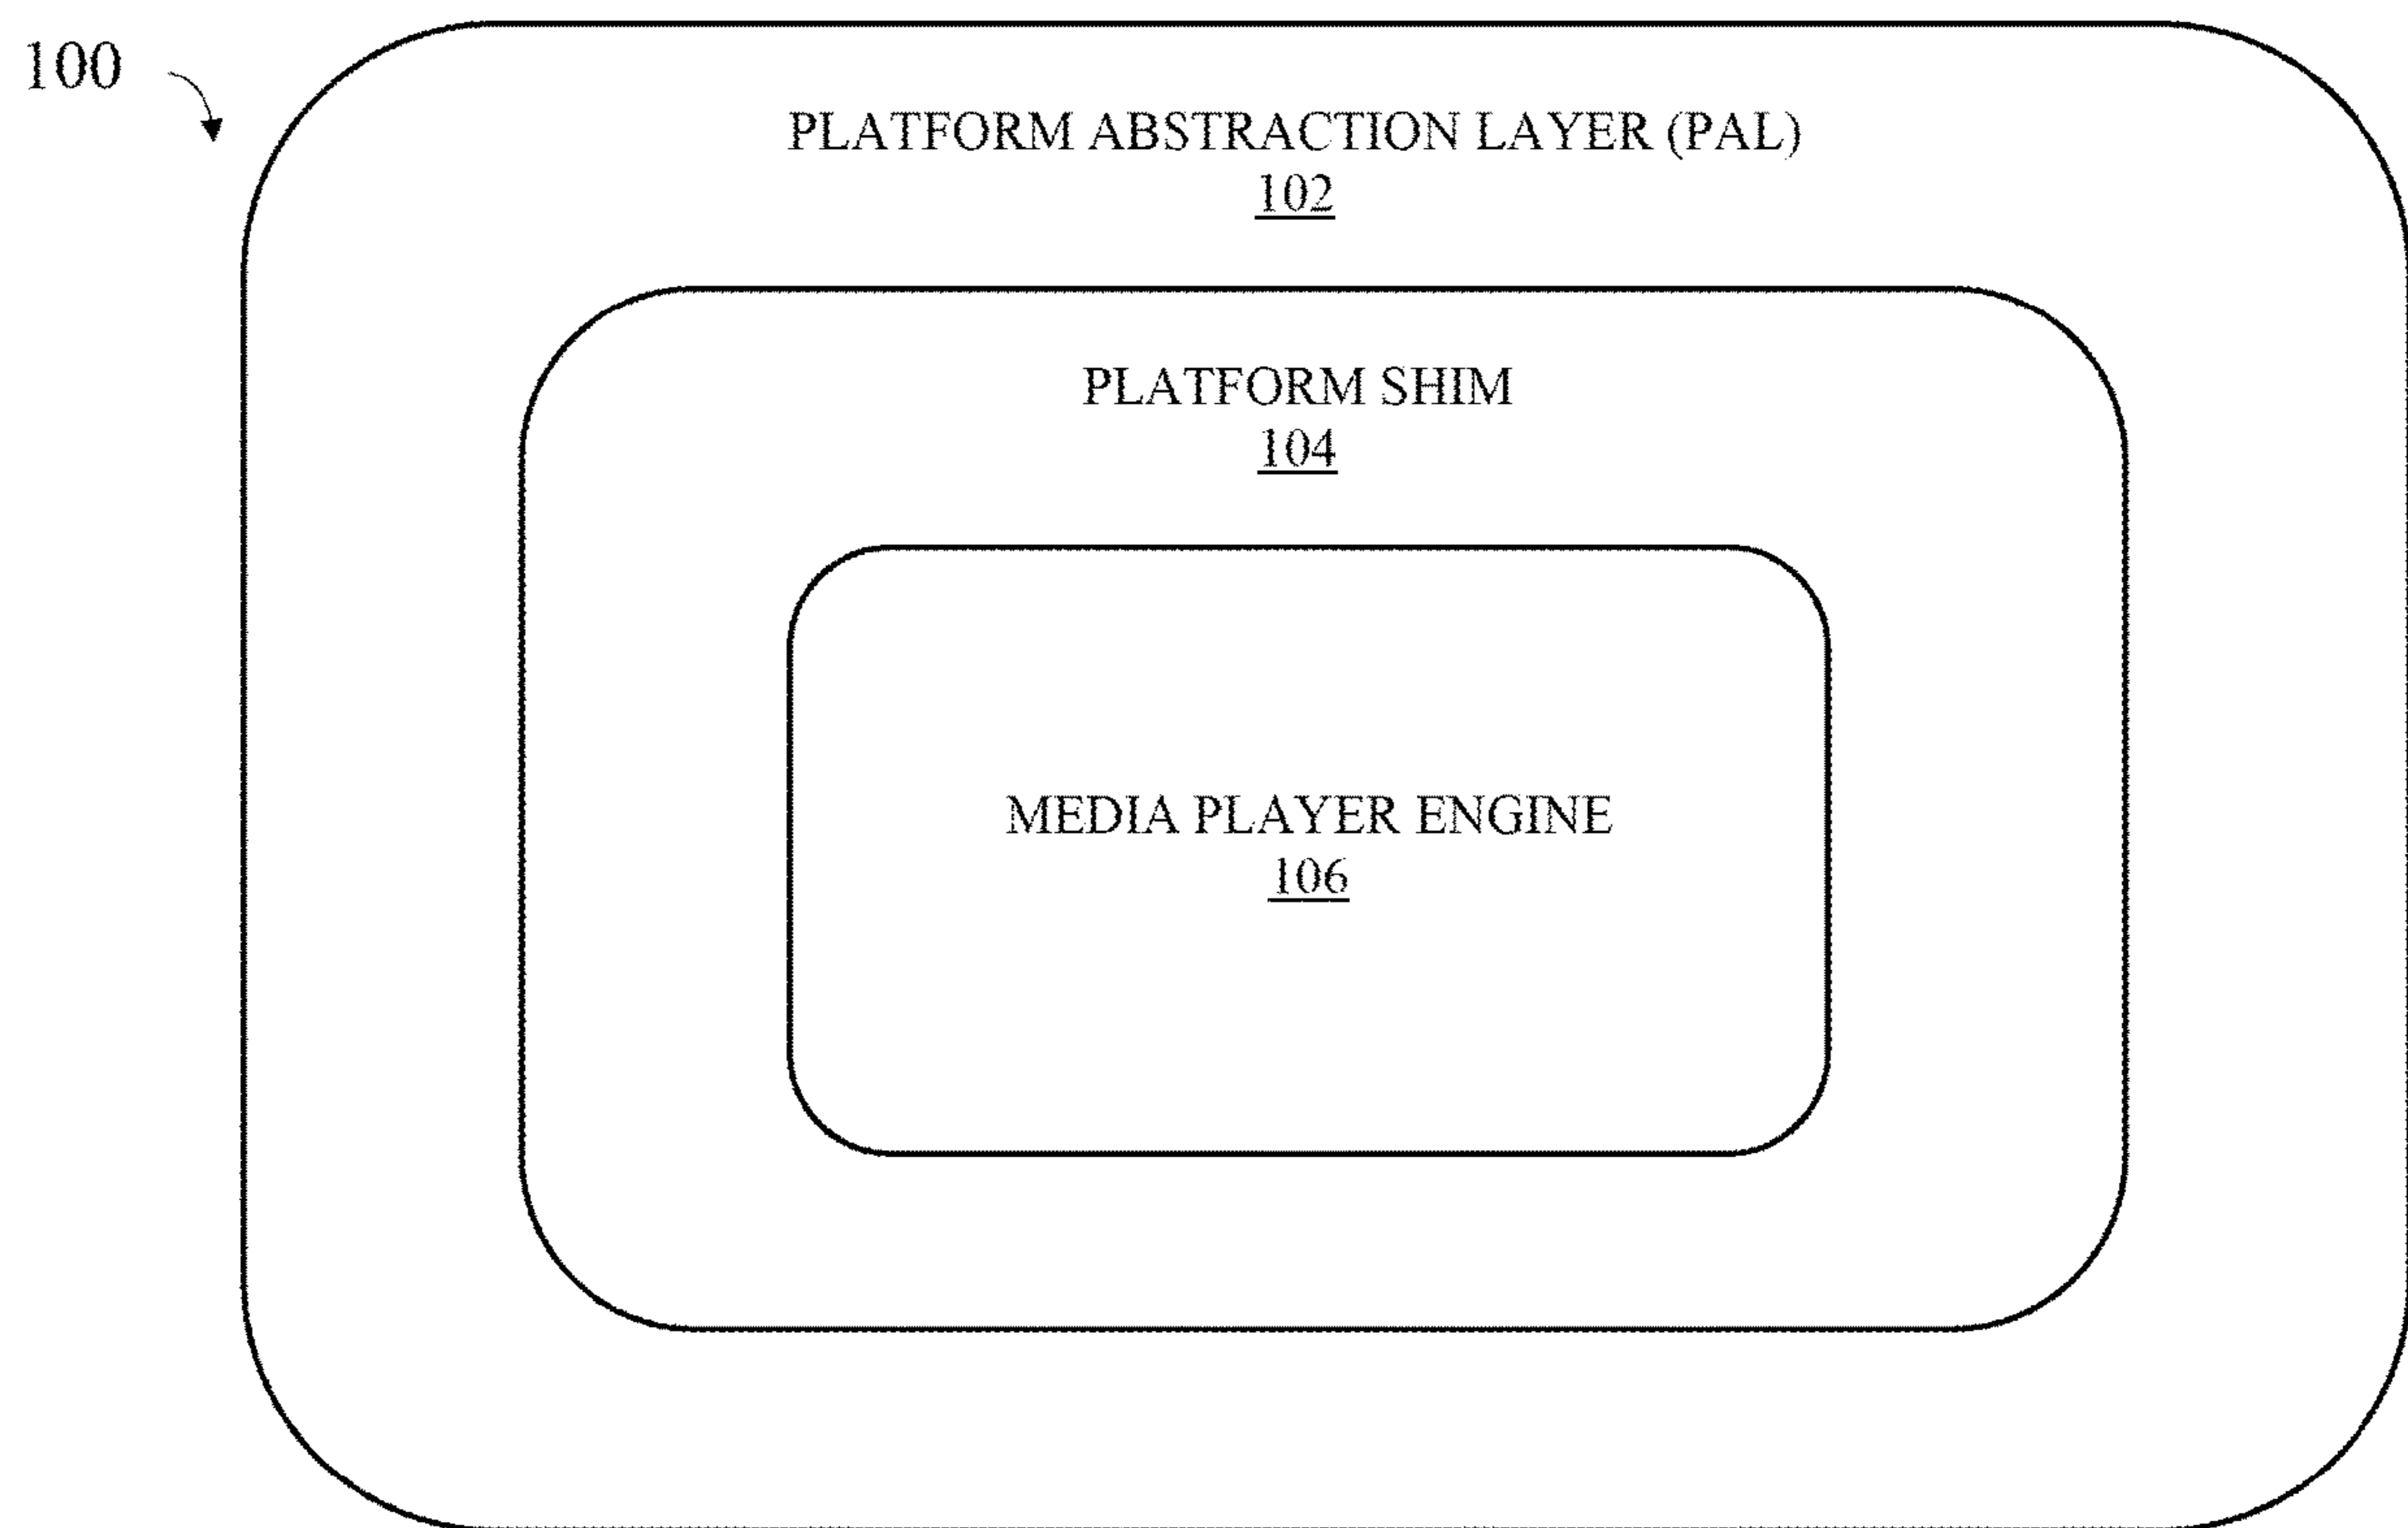 100
PLATFORM ABSTRACTION LAYER (PAL)
102
PLATFORM SHIM
104
MEDIA PLAYER ENGINE
106